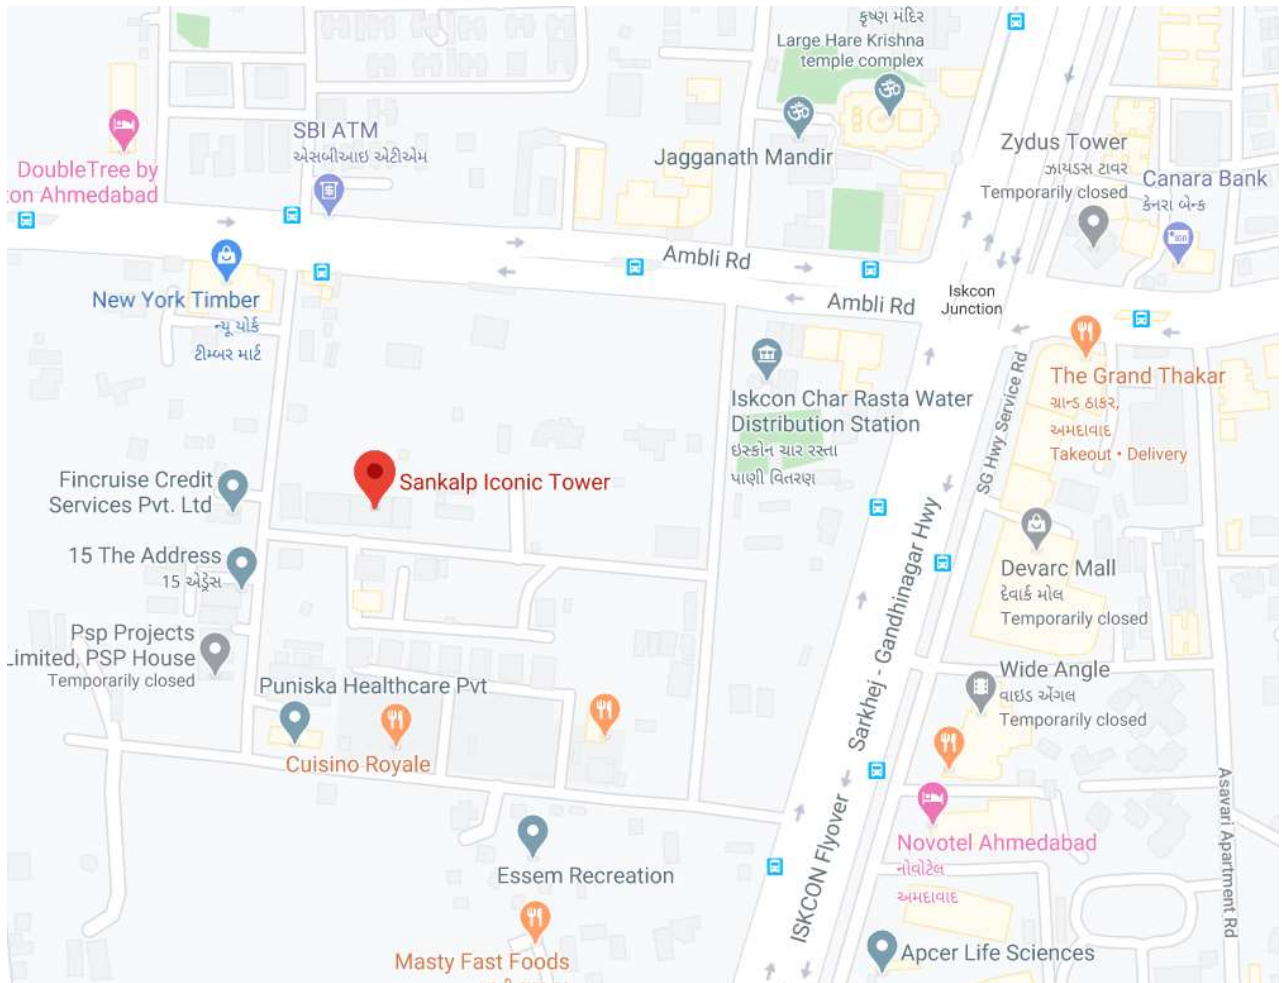 કૃષ્ણ મંદિર
Large Hare Krishna
temple complex
SBI ATM
એસબીઆઇ એટીએમ
Jagganath Mandir
Zydus Tower
ઝાયડસ ટાવર
Temporarily closed
Canara Bank
કેનરા બેન્ક
DoubleTree by
ton Ahmedabad
Ambli Rd
Ambli Rd
Iskcon
Junction
New York Timber
ન્યૂ યોર્ક
ટીમ્બર માર્ટ
The Grand Thakar
ગ્રાન્ડ ઠાકર,
અમદાવાદ
Takeout • Delivery
Iskcon Char Rasta Water
Distribution Station
ઇસ્કોન ચાર રસ્તા
પાણી વિતરણ
SG Hwy Service Rd
Fincruise Credit
Services Pvt. Ltd
Sankalp Iconic Tower
15 The Address
15 એડ્રેસ
Sarkhej - Gandhinagar Hwy
Devarc Mall
દેવાર્ક મોલ
Temporarily closed
Psp Projects
Limited, PSP House
Temporarily closed
Puniska Healthcare Pvt
Wide Angle
વાઇડ એંગલ
Temporarily closed
Cuisino Royale
Asavari Apartment Rd
ISKCON Flyover
Novotel Ahmedabad
નોવોટેલ
અમદાવાદ
Essem Recreation
Masty Fast Foods
Apcer Life Sciences